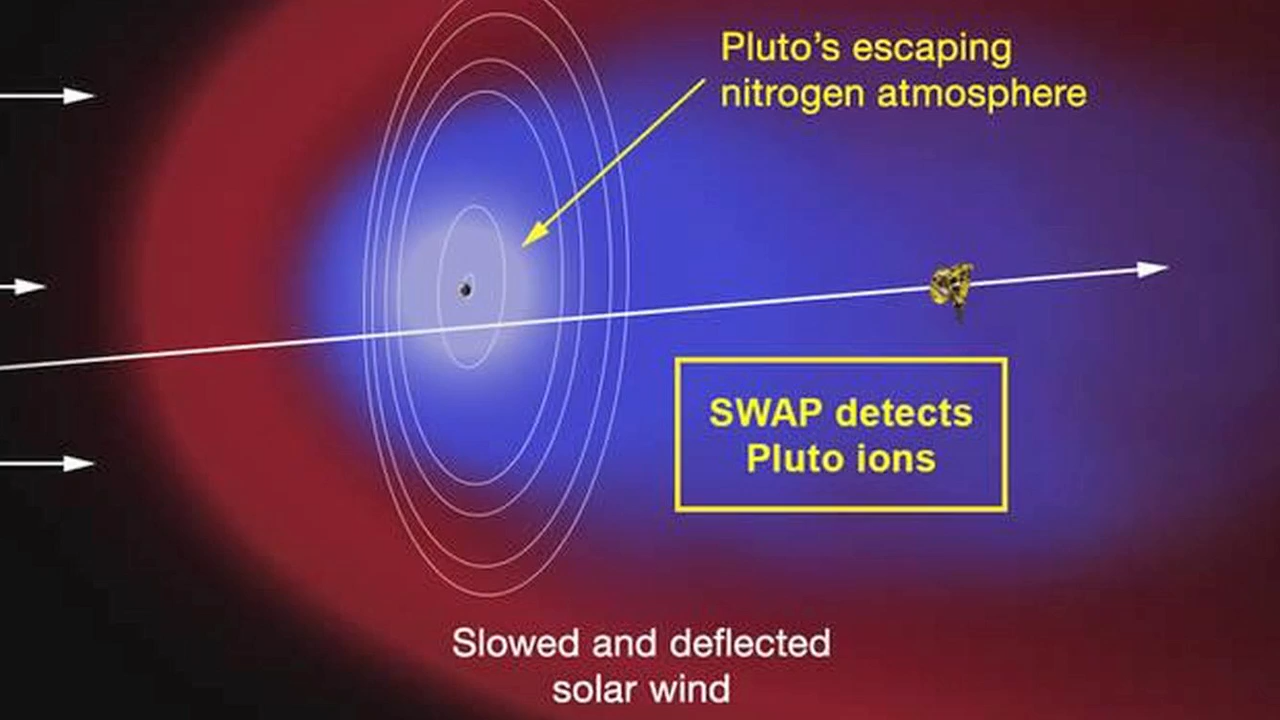 Pluto’s escaping
nitrogen atmosphere
SWAP detects
Pluto ions
Slowed and deflected
solar wind